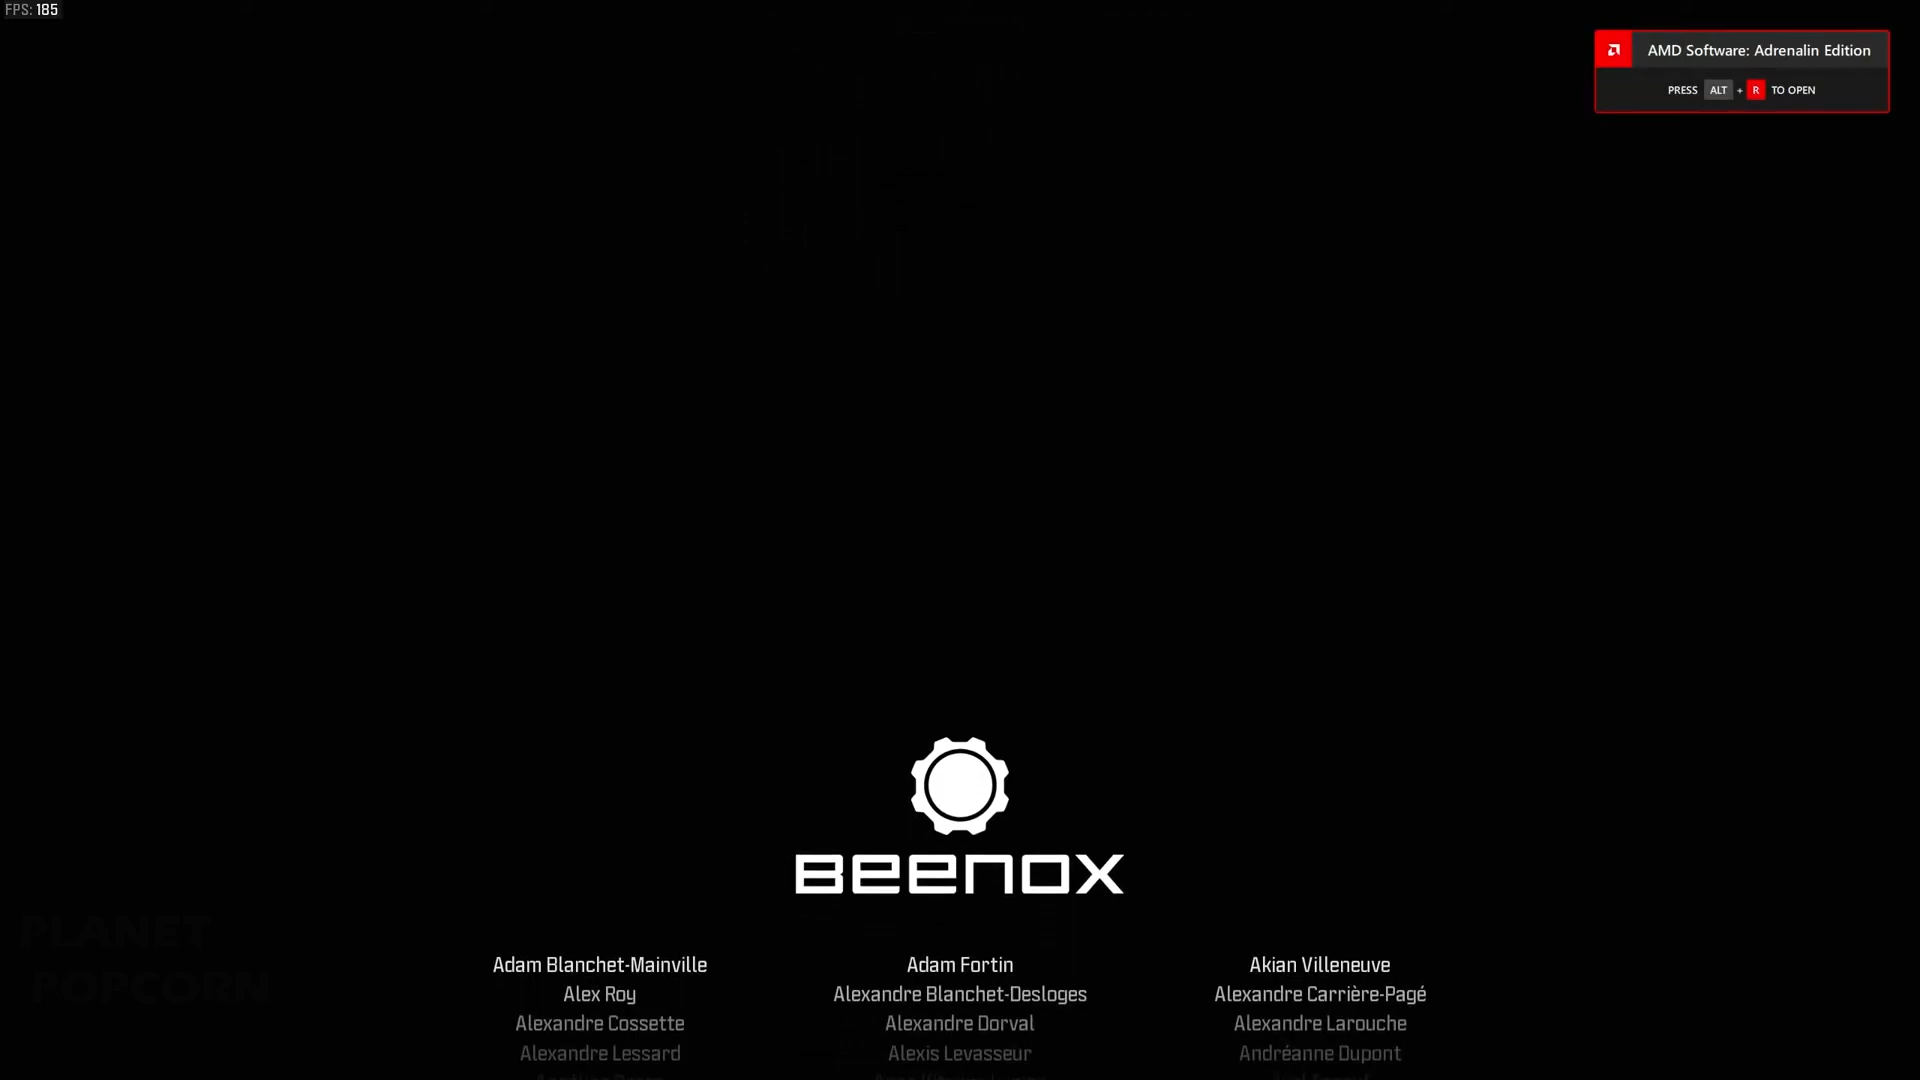 FPS: 185
AMD Software: Adrenalin Edition
PRESS ALT + R TO OPEN
BEENOX
PLANET
POPCORN
Adam Blanchet-Mainville Adam Fortin Akian Villeneuve
Alex Roy Alexandre Blanchet-Desloges Alexandre Carrière-Pagé
Alexandre Cossette Alexandre Dorval Alexandre Larouche
Alexandre Lessard Alexis Levasseur Andréanne Dupont